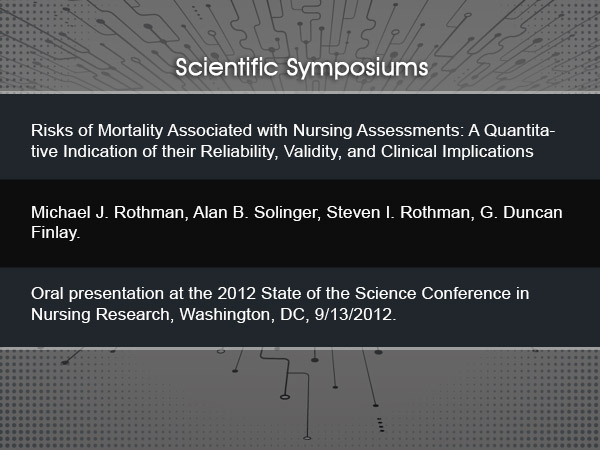 Scientific Symposiums
Risks of Mortality Associated with Nursing Assessments: A Quantita-
tive Indication of their Reliability, Validity, and Clinical Implications
Michael J. Rothman, Alan B. Solinger, Steven I. Rothman, G. Duncan
Finlay.
Oral presentation at the 2012 State of the Science Conference in
Nursing Research, Washington, DC, 9/13/2012.